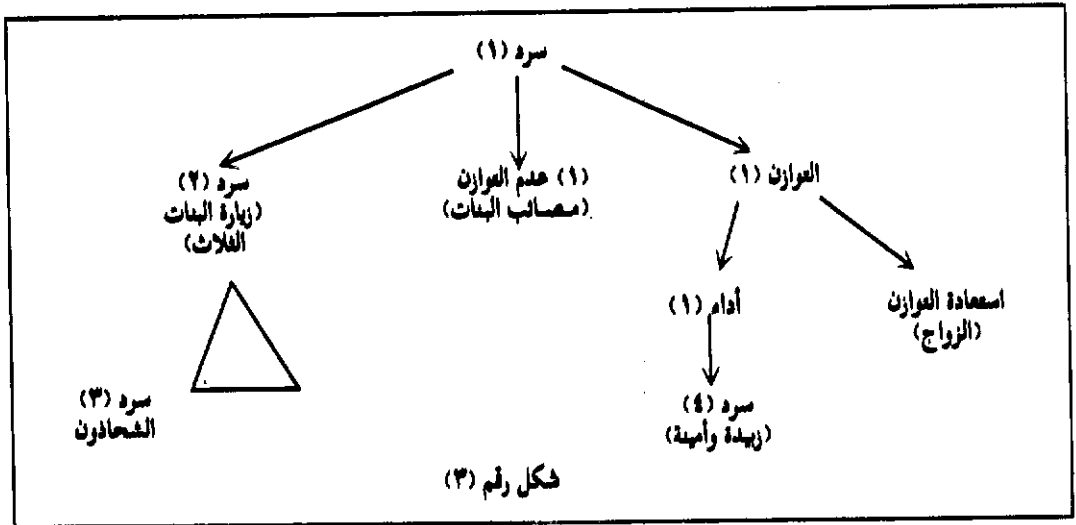 سرد (١)
التوازن (١)
(١) عدم التوازن
(مصائب البنات)
سرد (٢)
(زيارة البنات
الثلاث)
استعادة التوازن
(الزواج)
أداء (١)
سرد (٤)
(زبيدة وأمينة)
سرد (٣)
الشحاذون
شكل رقم (٣)